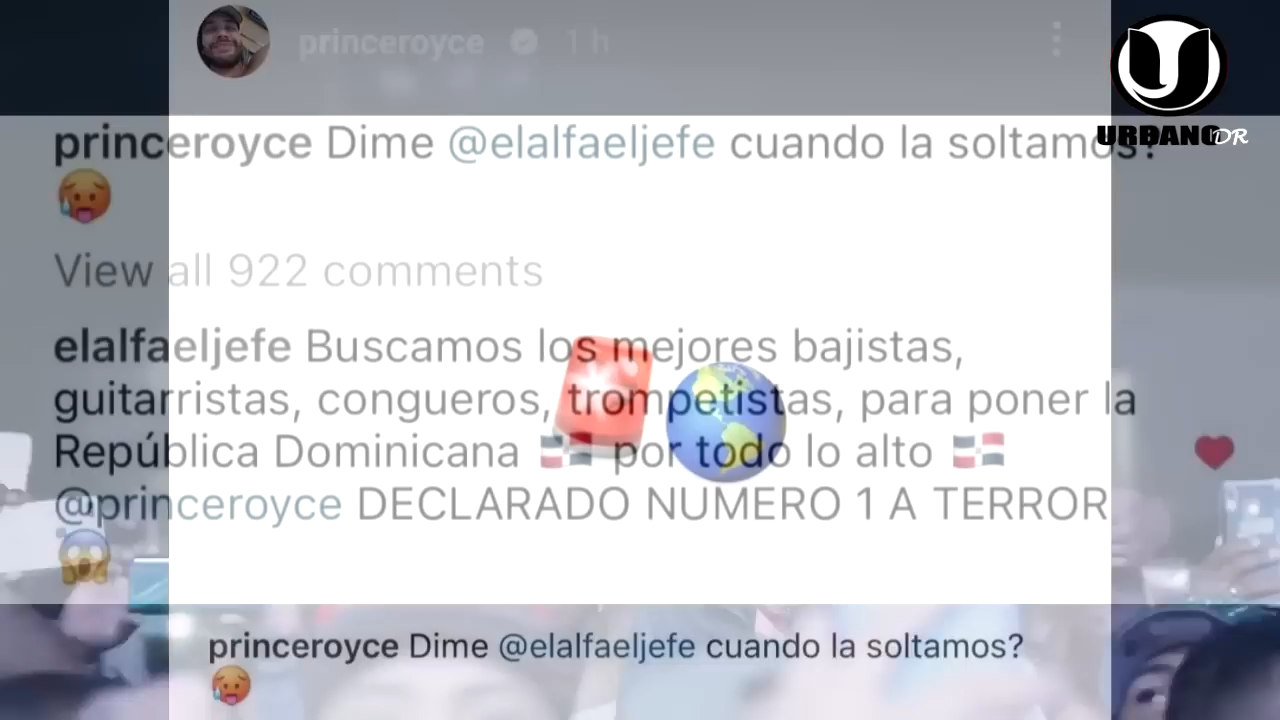 princeroyce 1 h
URBANO DR
princeroyce Dime @elalfaeljefe cuando la soltamos?
🥵
View all 922 comments
elalfaeljefe Buscamos los mejores bajistas,
guitarristas, congueros, trompetistas, para poner la
República Dominicana 🇩🇴 por todo lo alto 🇩🇴
@princeroyce DECLARADO NUMERO 1 A TERROR
😱
princeroyce Dime @elalfaeljefe cuando la soltamos?
🥵